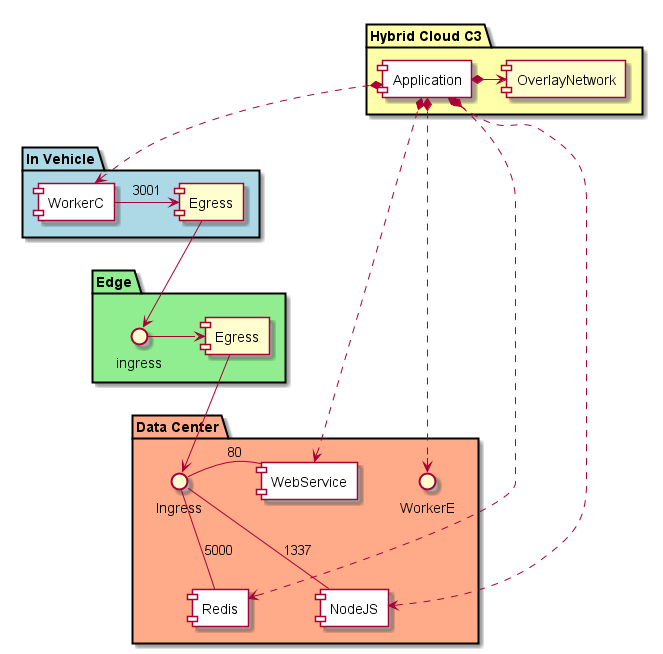 Hybrid Cloud C3
Application
OverlayNetwork
In Vehicle
WorkerC
3001
Egress
Edge
ingress
Egress
Data Center
80
Ingress
WebService
WorkerE
5000
1337
Redis
NodeJS